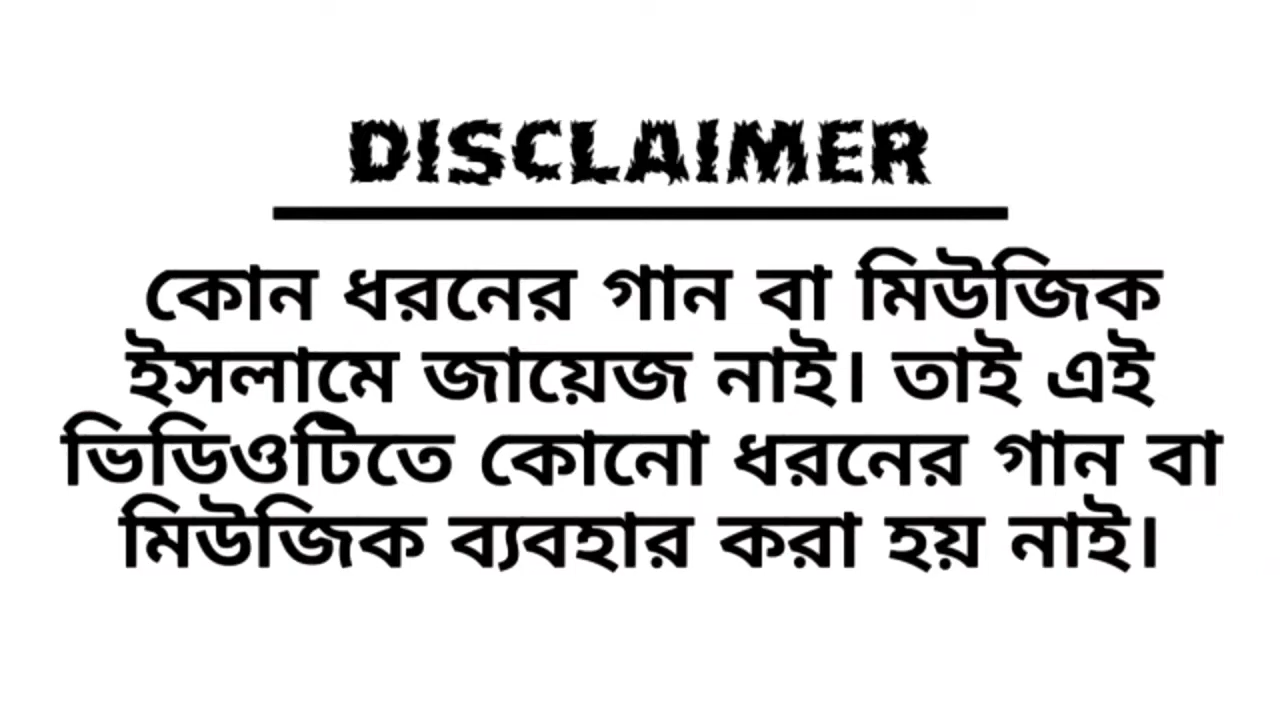 DISCLAIMER
কোন ধরনের গান বা মিউজিক
ইসলামে জায়েজ নাই। তাই এই
ভিডিওটিতে কোনো ধরনের গান বা
মিউজিক ব্যবহার করা হয় নাই।